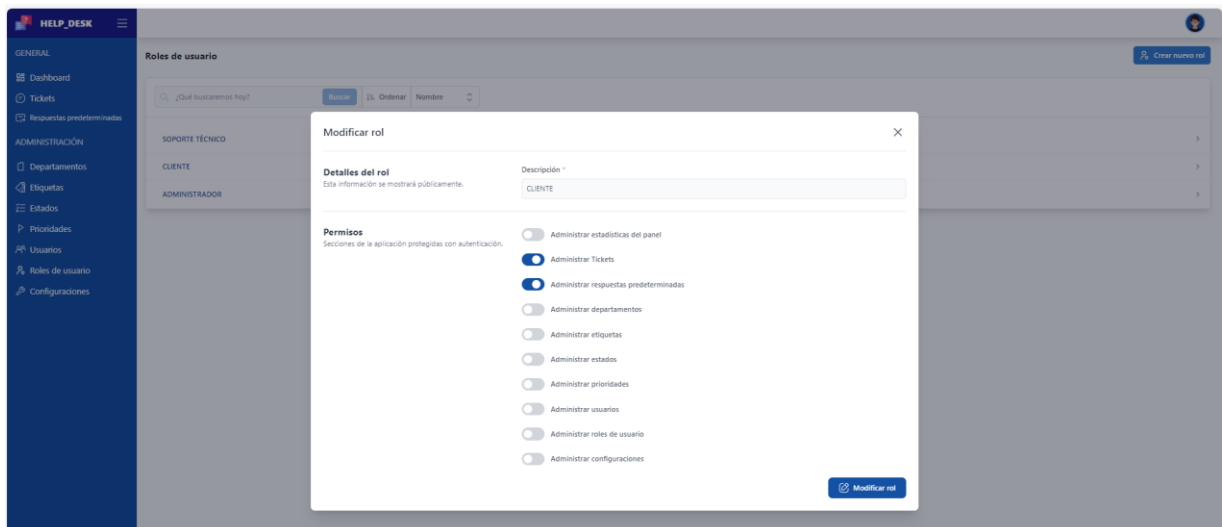 HELP_DESK
GENERAL
Dashboard
Tickets
Respuestas predeterminadas
ADMINISTRACIÓN
Departamentos
Etiquetas
Estados
Prioridades
Usuarios
Roles de usuario
Configuraciones
Roles de usuario
Crear nuevo rol
¿Qué buscaremos hoy?
Buscar
Ordenar
Nombre
SOPORTE TÉCNICO
CLIENTE
ADMINISTRADOR
Modificar rol
Detalles del rol
Esta información se mostrará públicamente.
Descripción *
CLIENTE
Permisos
Secciones de la aplicación protegidas con autenticación.
Administrar estadísticas del panel
Administrar Tickets
Administrar respuestas predeterminadas
Administrar departamentos
Administrar etiquetas
Administrar estados
Administrar prioridades
Administrar usuarios
Administrar roles de usuario
Administrar configuraciones
Modificar rol